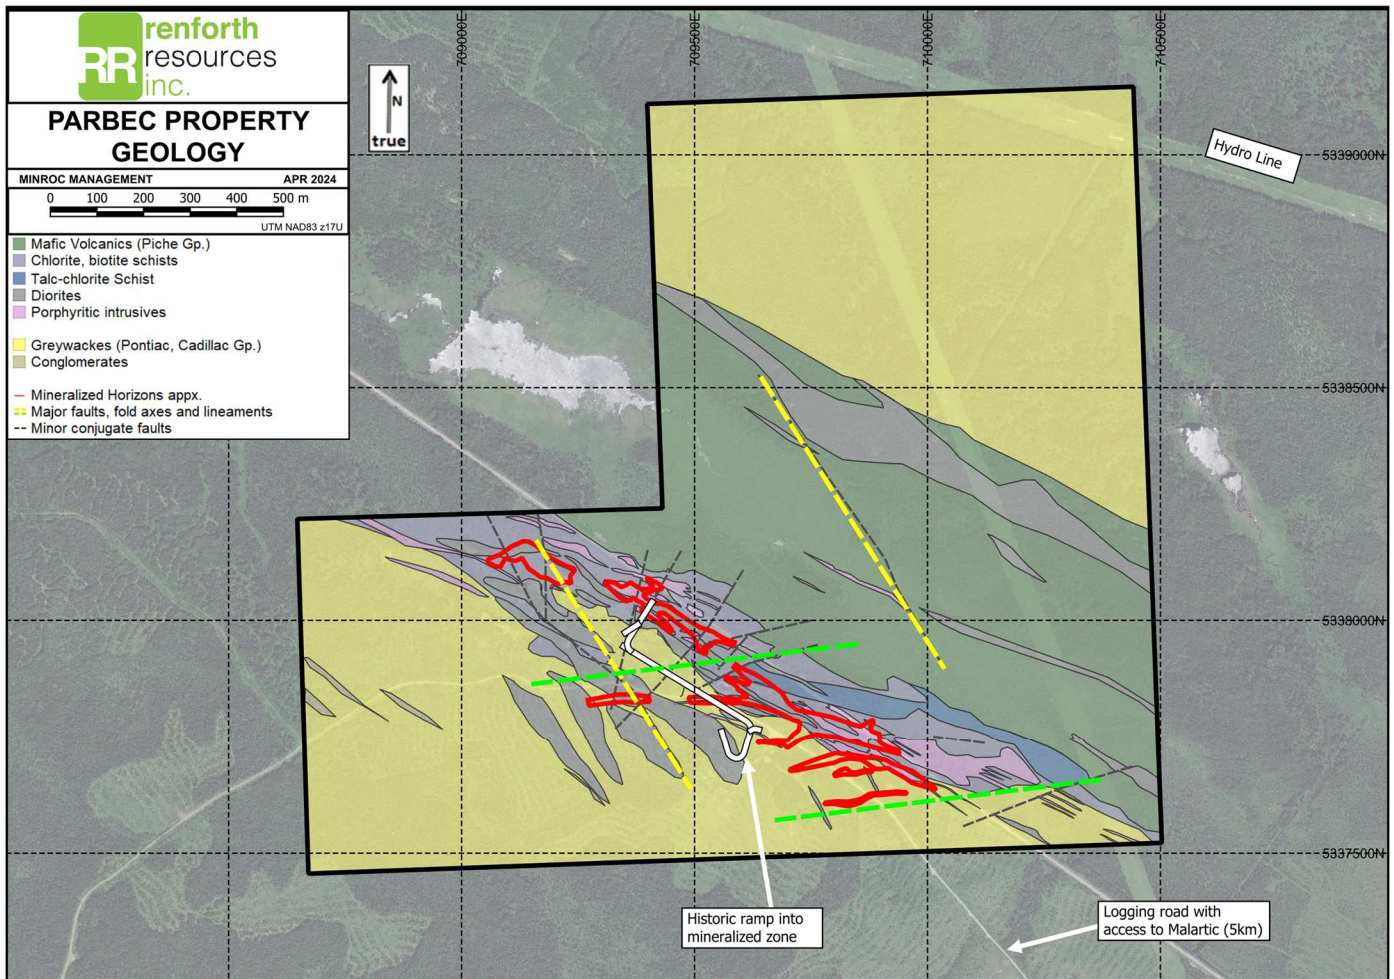 renforth
RR resources
inc.
PARBEC PROPERTY
GEOLOGY
MINROC MANAGEMENT APR 2024
0 100 200 300 400 500 m
UTM NAD83 z17U
Mafic Volcanics (Piche Gp.)
Chlorite, biotite schists
Talc-chlorite Schist
Diorites
Porphyritic intrusives
Greywackes (Pontiac, Cadillac Gp.)
Conglomerates
Mineralized Horizons appx.
Major faults, fold axes and lineaments
Minor conjugate faults
N
true
709000E
709500E
710000E
710500E
Hydro Line
5339000N
5338500N
5338000N
5337500N
Historic ramp into
mineralized zone
Logging road with
access to Malartic (5km)